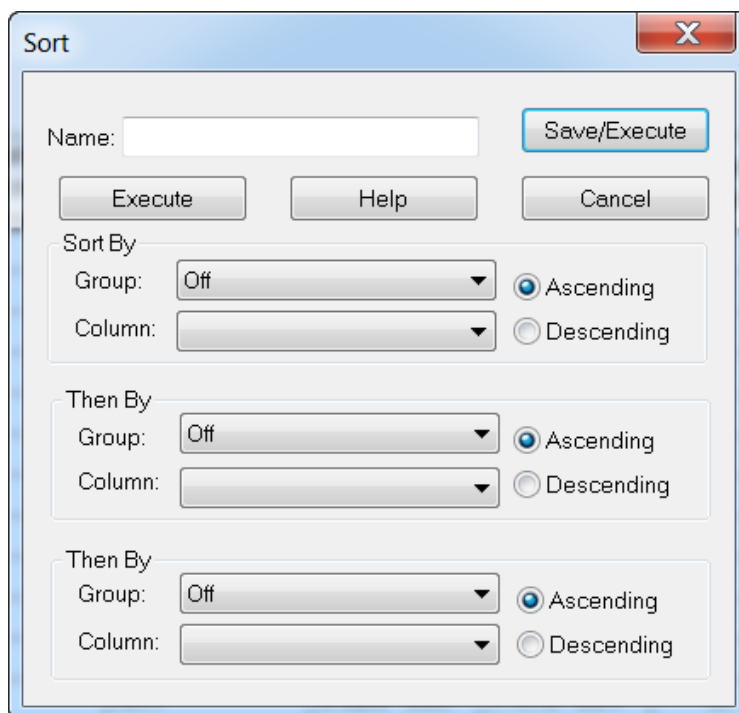 Sort
X
Name:
Save/Execute
Execute
Help
Cancel
Sort By
Group: Off
Ascending
Column:
Descending
Then By
Group: Off
Ascending
Column:
Descending
Then By
Group: Off
Ascending
Column:
Descending